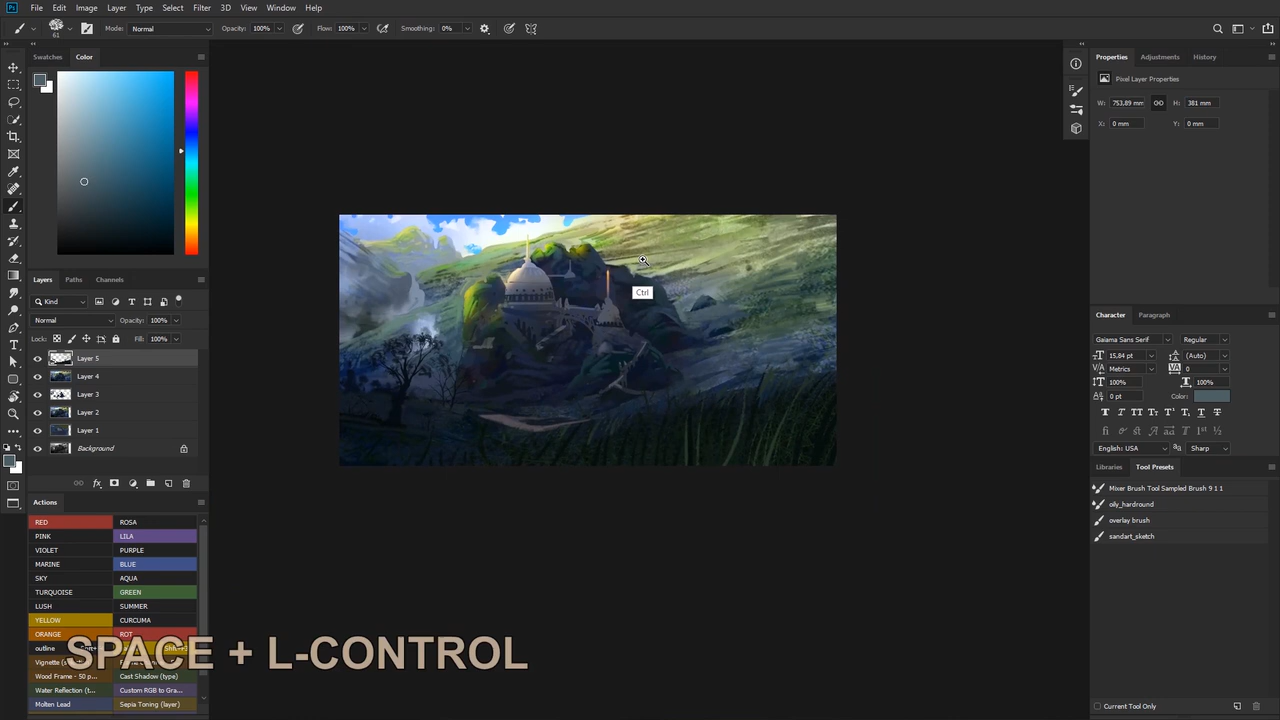 Ps File Edit Image Layer Type Select Filter 3D View Window Help
61 Mode: Normal Opacity: 100% Flow: 100% Smoothing: 0%
Swatches Color
Properties Adjustments History
Pixel Layer Properties
W: 753,89 mm H: 381 mm
X: 0 mm Y: 0 mm
Ctrl
Layers Paths Channels
Kind
Normal Opacity: 100%
Lock: Fill: 100%
Layer 5
Layer 4
Layer 3
Layer 2
Layer 1
Background
fx
Character Paragraph
Gaiama Sans Serif Regular
15,84 pt (Auto)
Metrics 0
100% 100%
0 pt Color:
English: USA Sharp
Libraries Tool Presets
Mixer Brush Tool Sampled Brush 9 1 1
oily_hardround
overlay brush
sandart_sketch
Current Tool Only
Actions
RED ROSA
PINK LILA
VIOLET PURPLE
MARINE BLUE
SKY AQUA
TURQUOISE GREEN
LUSH SUMMER
YELLOW CURCUMA
ORANGE ROT
outline
Wood Frame - 50 p... Cast Shadow (type)
Water Reflection (t... Custom RGB to Gra...
Molten Lead Sepia Toning (layer)
SPACE + L-CONTROL